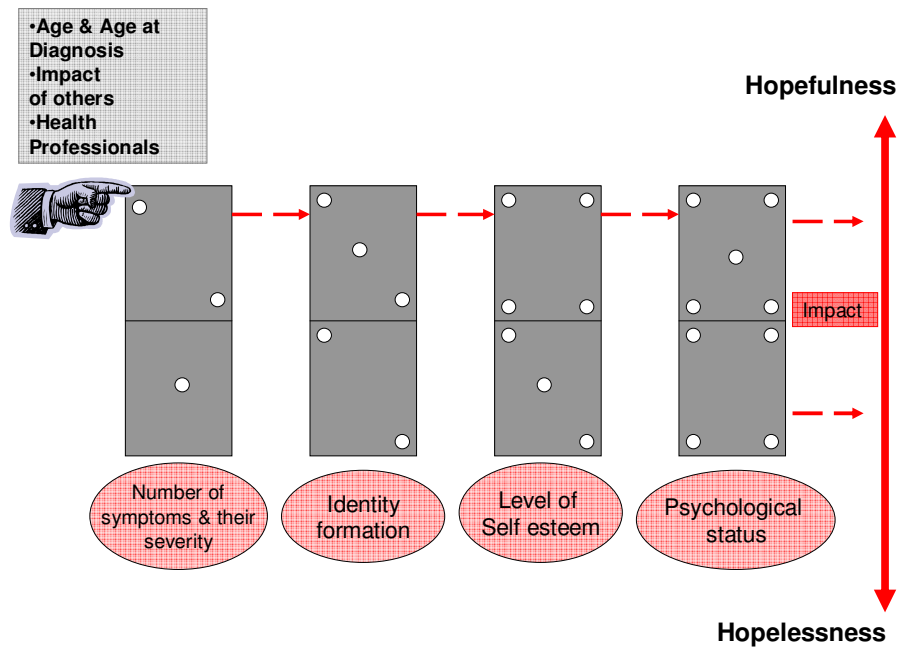 •Age & Age at
Diagnosis
•Impact
of others
•Health
Professionals
Hopefulness
Impact
Number of
symptoms & their
severity
Identity
formation
Level of
Self esteem
Psychological
status
Hopelessness